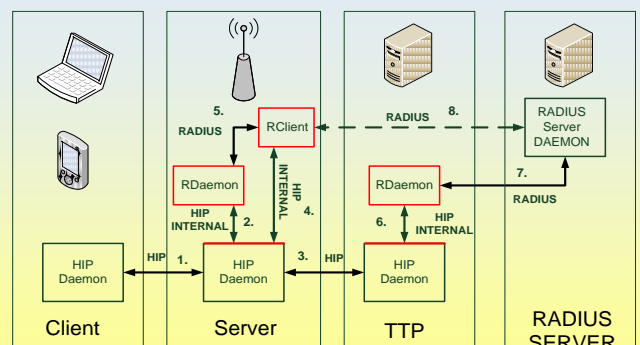 5.
RADIUS
RClient
RADIUS
8.
RADIUS
Server
DAEMON
RDaemon
HIP
INTERNAL
4.
RDaemon
7.
RADIUS
HIP
INTERNAL
2.
6.
HIP
INTERNAL
HIP
Daemon
HIP
1.
HIP
Daemon
3.
HIP
HIP
Daemon
Client
Server
TTP
RADIUS
SERVER